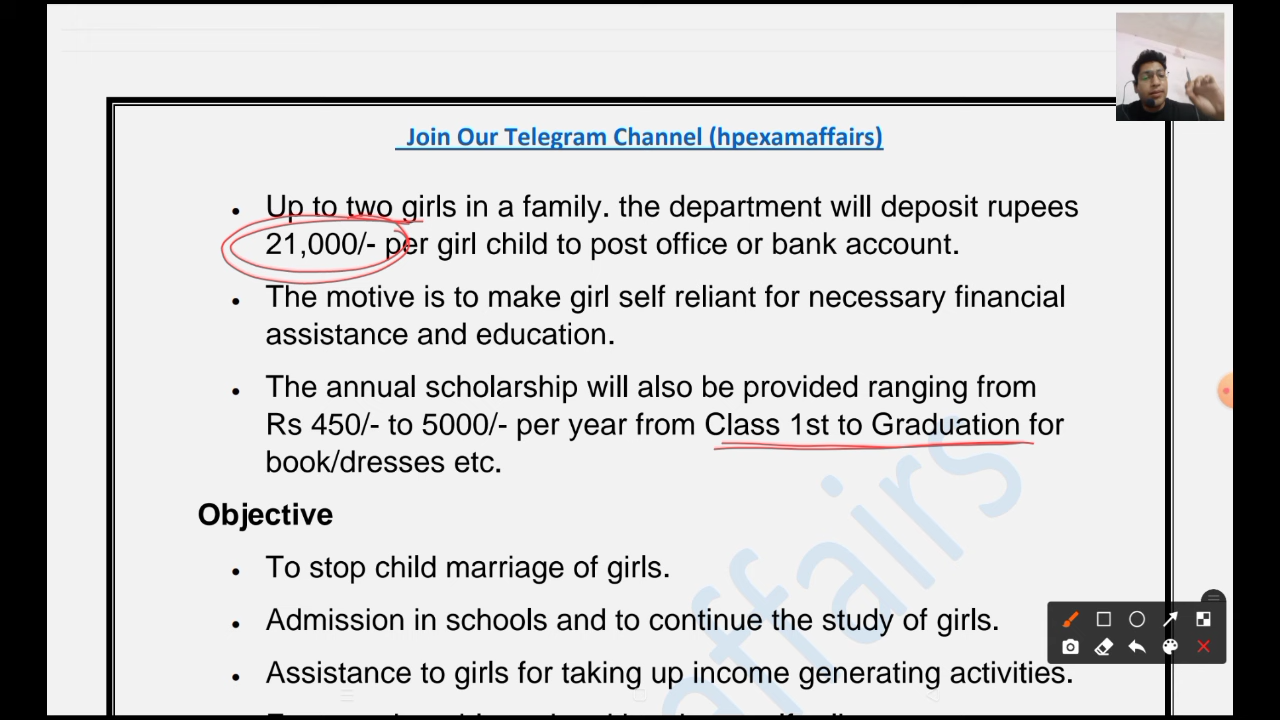 Join Our Telegram Channel (hpexamaffairs)
• Up to two girls in a family. the department will deposit rupees
21,000/- per girl child to post office or bank account.
• The motive is to make girl self reliant for necessary financial
assistance and education.
• The annual scholarship will also be provided ranging from
Rs 450/- to 5000/- per year from Class 1st to Graduation for
book/dresses etc.
Objective
• To stop child marriage of girls.
• Admission in schools and to continue the study of girls.
• Assistance to girls for taking up income generating activities.
affairs